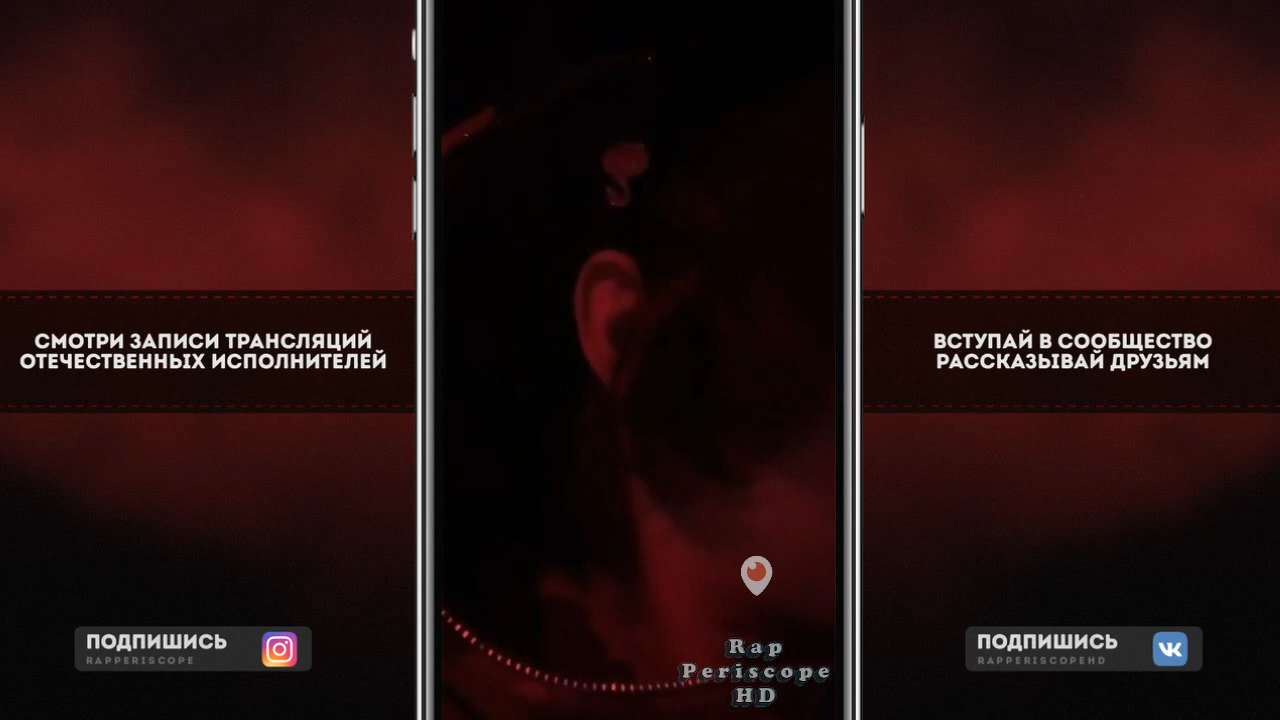 СМОТРИ ЗАПИСИ ТРАНСЛЯЦИЙ
ОТЕЧЕСТВЕННЫХ ИСПОЛНИТЕЛЕЙ
ВСТУПАЙ В СООБЩЕСТВО
РАССКАЗЫВАЙ ДРУЗЬЯМ
ПОДПИШИСЬ
RAPPERISCOPE
ПОДПИШИСЬ
RAPPERISCOPEHD
Rap
Periscope
HD